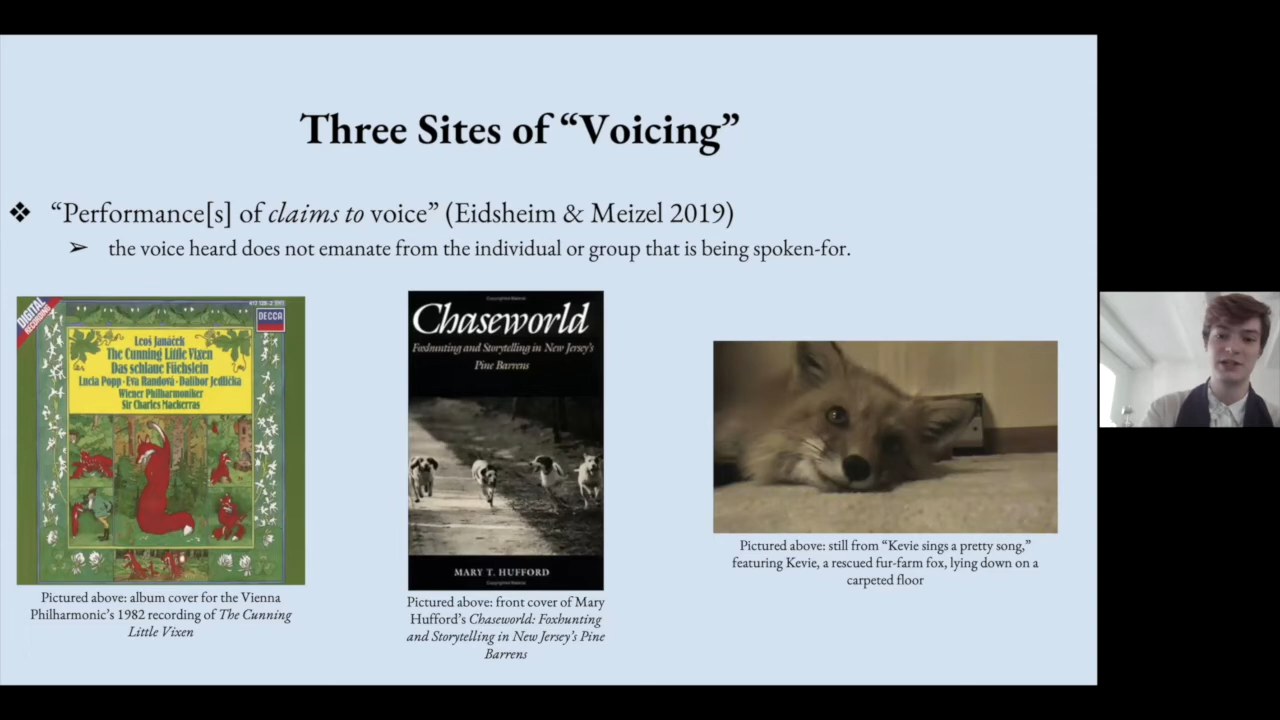 Three Sites of “Voicing”
❖ “Performance[s] of claims to voice” (Eidsheim & Meizel 2019)
➢ the voice heard does not emanate from the individual or group that is being spoken-for.
DIGITAL
RECORDING
DECCA
Leoš Janáček
The Cunning Little Vixen
Das schlaue Füchslein
Lucia Popp · Eva Randová · Dalibor Jedlička
Wiener Philharmoniker
Sir Charles Mackerras
Pictured above: album cover for the Vienna
Philharmonic’s 1982 recording of The Cunning
Little Vixen
Copyrighted Material
Chaseworld
Foxhunting and Storytelling in New Jersey’s
Pine Barrens
MARY T. HUFFORD
Copyrighted Material
Pictured above: front cover of Mary
Hufford’s Chaseworld: Foxhunting
and Storytelling in New Jersey’s Pine
Barrens
Pictured above: still from “Kevie sings a pretty song,”
featuring Kevie, a rescued fur-farm fox, lying down on a
carpeted floor